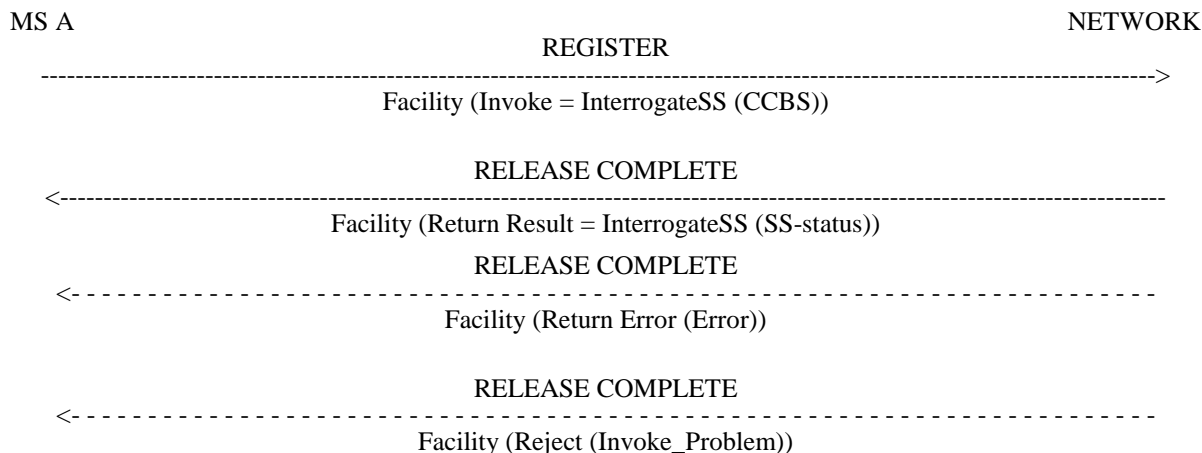 MS A NETWORK
REGISTER
Facility (Invoke = InterrogateSS (CCBS))
RELEASE COMPLETE
Facility (Return Result = InterrogateSS (SS-status))
RELEASE COMPLETE
Facility (Return Error (Error))
RELEASE COMPLETE
Facility (Reject (Invoke_Problem))